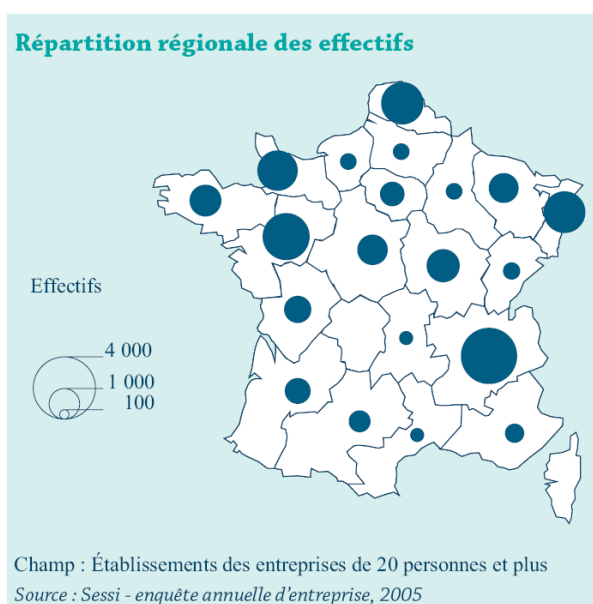 Répartition régionale des effectifs
Effectifs
4 000
1 000
100
Champ : Établissements des entreprises de 20 personnes et plus
Source : Sessi - enquête annuelle d'entreprise, 2005